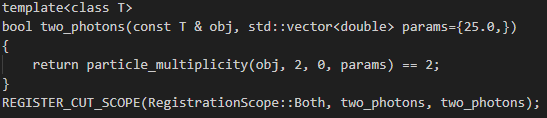 template<class T>
bool two_photons(const T & obj, std::vector<double> params={25.0,})
{
    return particle_multiplicity(obj, 2, 0, params) == 2;
}
REGISTER_CUT_SCOPE(RegistrationScope::Both, two_photons, two_photons);